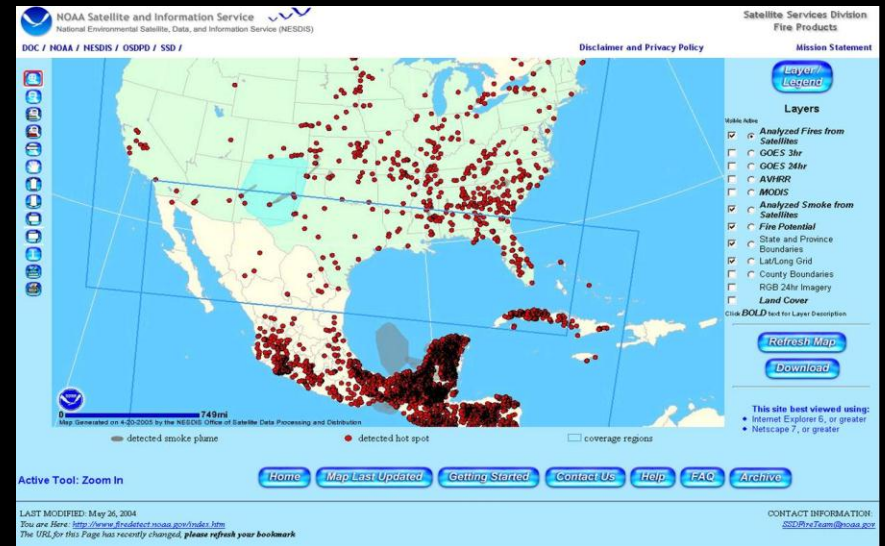 NOAA Satellite and Information Service
National Environmental Satellite, Data, and Information Service (NESDIS)
Satellite Services Division
Fire Products
DOC / NOAA / NESDIS / OSDPD / SSD /
Disclaimer and Privacy Policy
Mission Statement
Layer/
Legend
Layers
Visible Active
Analyzed Fires from
Satellites
GOES 3hr
GOES 24hr
AVHRR
MODIS
Analyzed Smoke from
Satellites
Fire Potential
State and Province
Boundaries
Lat/Long Grid
County Boundaries
RGB 24hr Imagery
Land Cover
Click BOLD text for Layer Description
Refresh Map
Download
This site best viewed using:
Internet Explorer 6, or greater
Netscape 7, or greater
0 749mi
Map Generated on 4-20-2005 by the NESDIS Office of Satellite Data Processing and Distribution
detected smoke plume
detected hot spot
coverage regions
Active Tool: Zoom In
Home
Map Last Updated
Getting Started
Contact Us
Help
FAQ
Archive
LAST MODIFIED: May 26, 2004
You are Here: http://www.firedetect.noaa.gov/index.htm
The URL for this Page has recently changed, please refresh your bookmark
CONTACT INFORMATION:
SSDFireTeam@noaa.gov